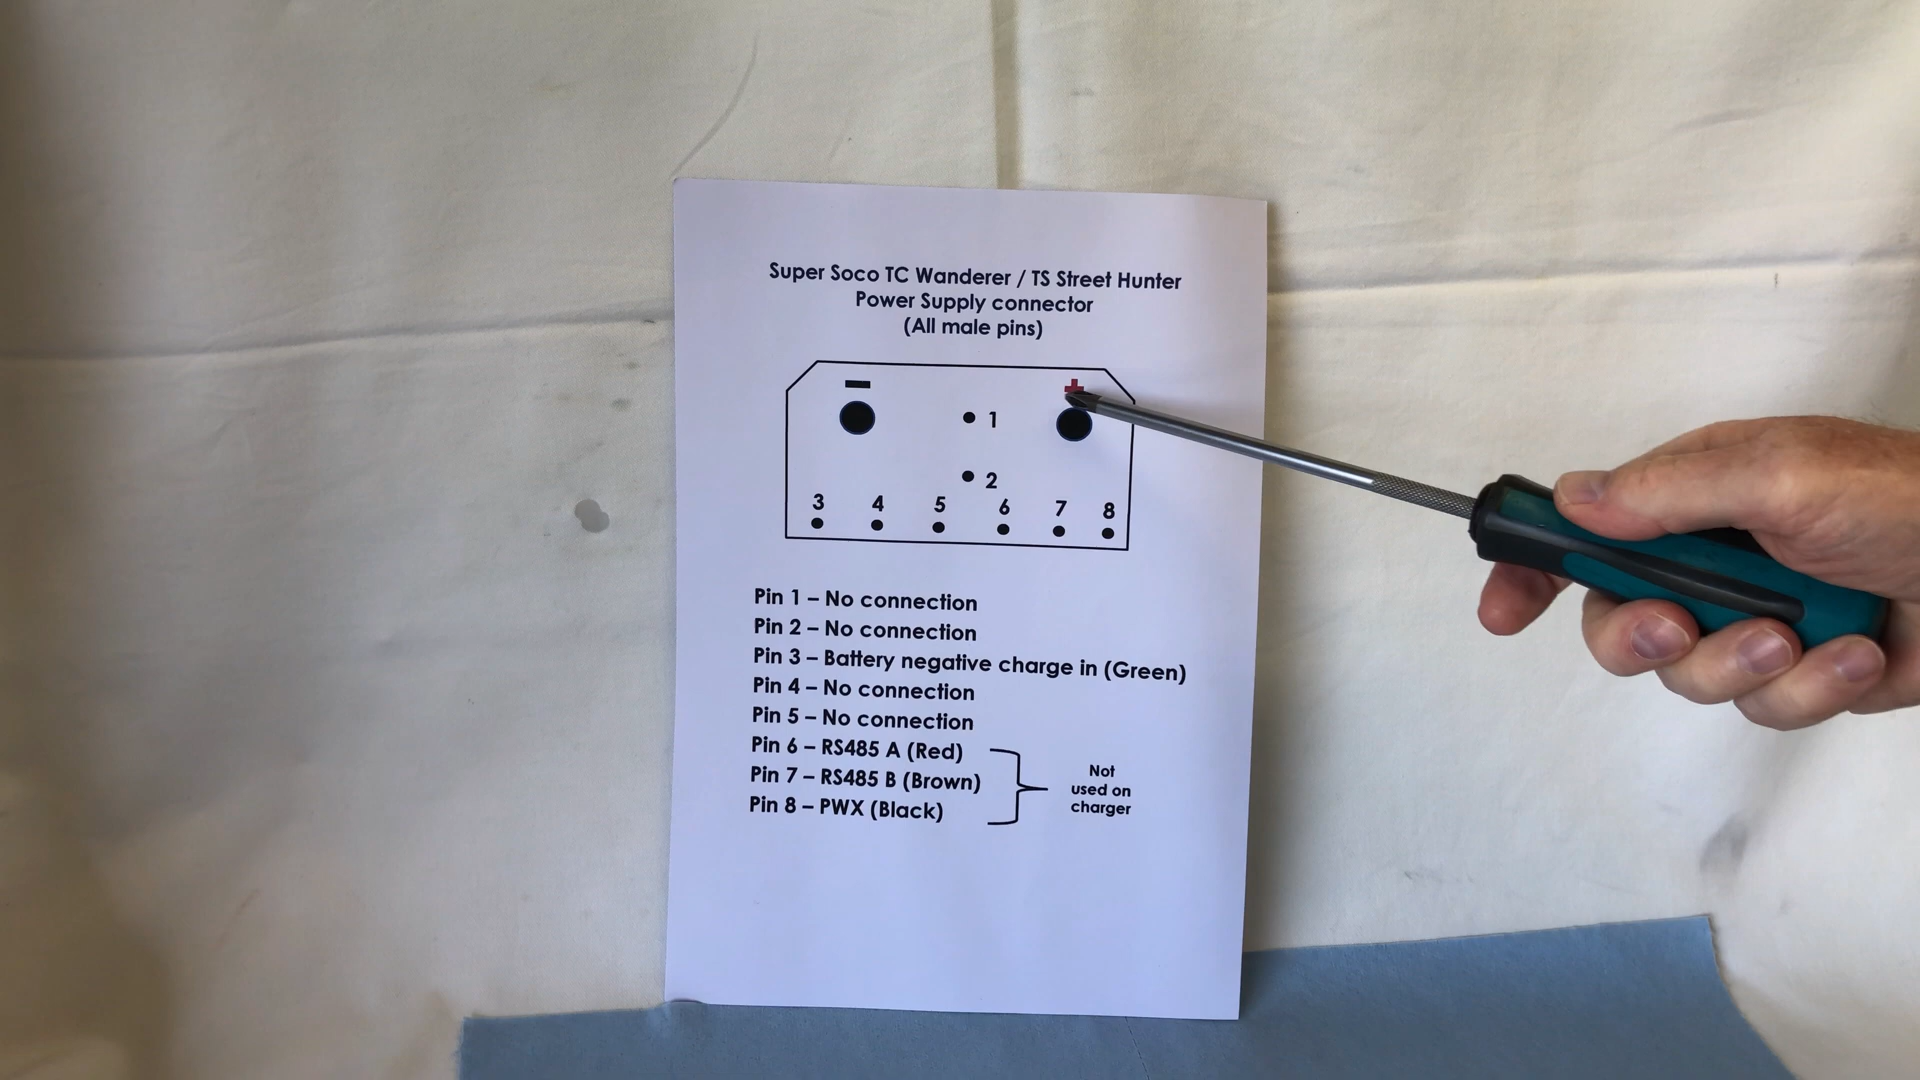 Super Soco TC Wanderer / TS Street Hunter
Power Supply connector
(All male pins)
– +
1
2
3 4 5 6 7 8
Pin 1 – No connection
Pin 2 – No connection
Pin 3 – Battery negative charge in (Green)
Pin 4 – No connection
Pin 5 – No connection
Pin 6 – RS485 A (Red)
Pin 7 – RS485 B (Brown)
Pin 8 – PWX (Black)
Not
used on
charger